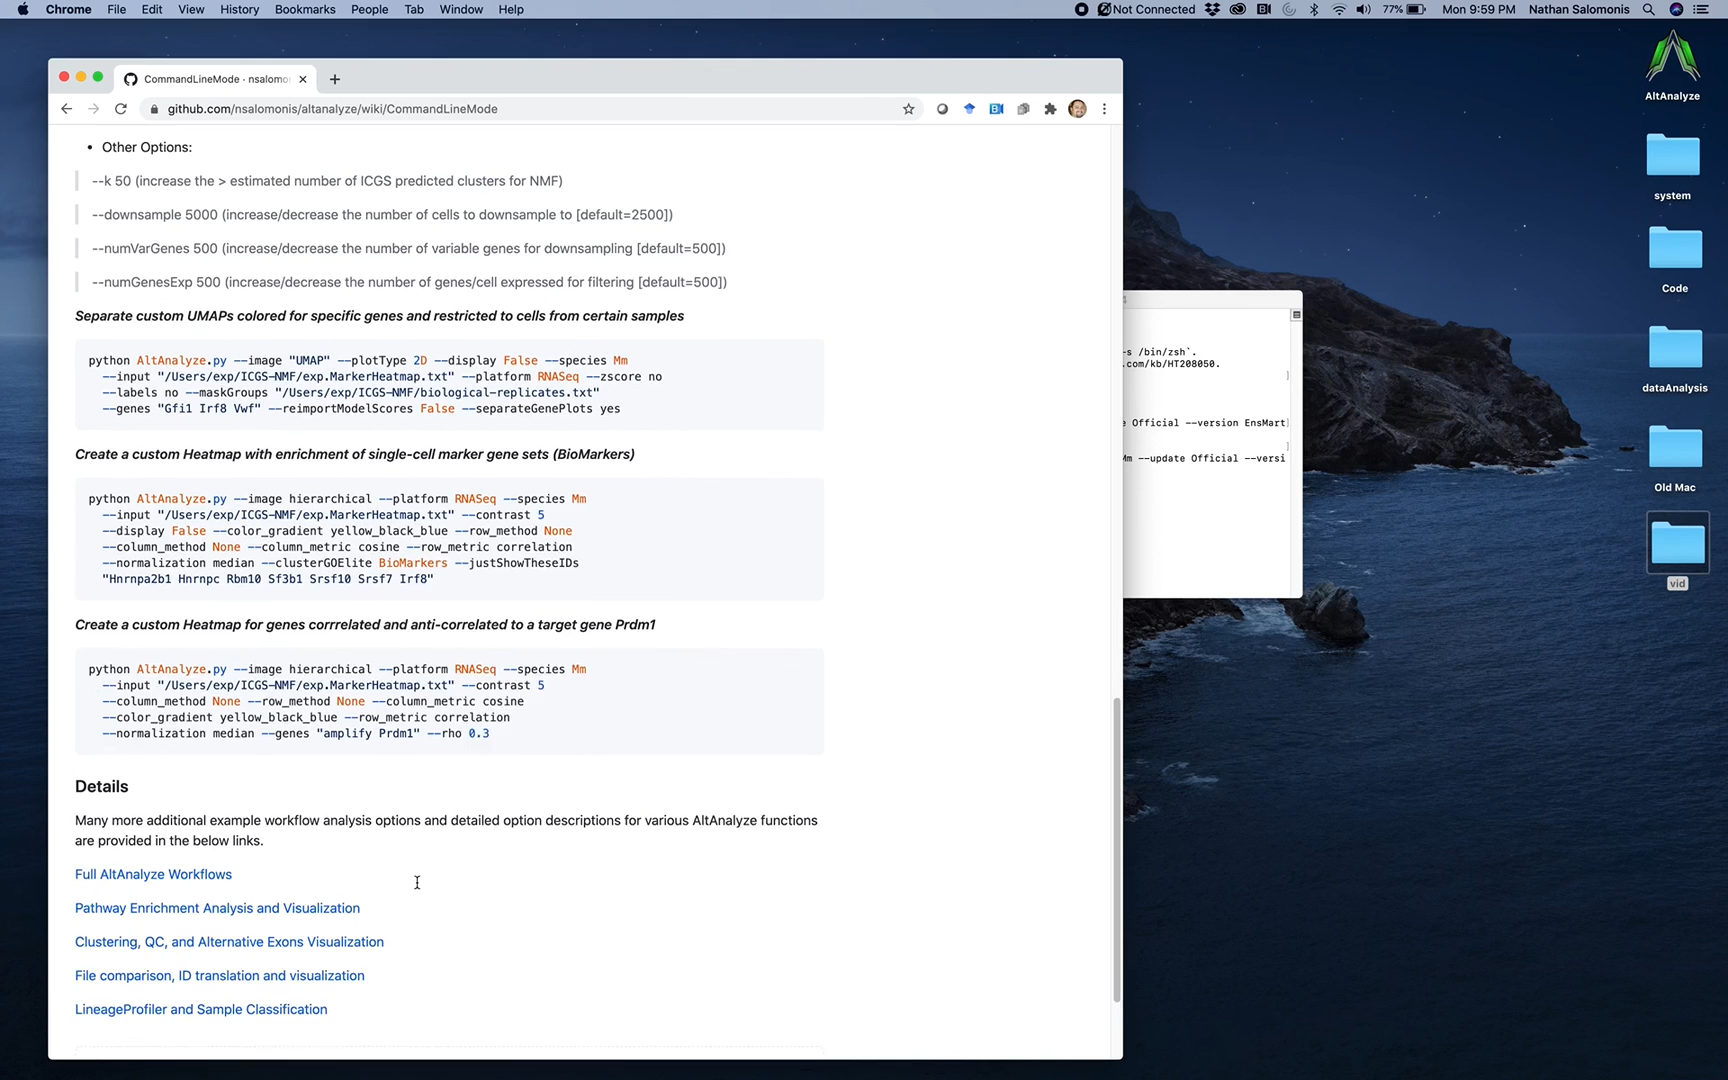 Chrome File Edit View History Bookmarks People Tab Window Help
Not Connected 77% Mon 9:59 PM Nathan Salomonis
CommandLineMode · nsalomo
github.com/nsalomonis/altanalyze/wiki/CommandLineMode
• Other Options:
--k 50 (increase the > estimated number of ICGS predicted clusters for NMF)
--downsample 5000 (increase/decrease the number of cells to downsample to [default=2500])
--numVarGenes 500 (increase/decrease the number of variable genes for downsampling [default=500])
--numGenesExp 500 (increase/decrease the number of genes/cell expressed for filtering [default=500])
Separate custom UMAPs colored for specific genes and restricted to cells from certain samples
python AltAnalyze.py --image "UMAP" --plotType 2D --display False --species Mm
--input "/Users/exp/ICGS-NMF/exp.MarkerHeatmap.txt" --platform RNASeq --zscore no
--labels no --maskGroups "/Users/exp/ICGS-NMF/biological-replicates.txt"
--genes "Gfi1 Irf8 Vwf" --reimportModelScores False --separateGenePlots yes
Create a custom Heatmap with enrichment of single-cell marker gene sets (BioMarkers)
python AltAnalyze.py --image hierarchical --platform RNASeq --species Mm
--input "/Users/exp/ICGS-NMF/exp.MarkerHeatmap.txt" --contrast 5
--display False --color_gradient yellow_black_blue --row_method None
--column_method None --column_metric cosine --row_metric correlation
--normalization median --clusterGOElite BioMarkers --justShowTheseIDs
"Hnrnpa2b1 Hnrnpc Rbm10 Sf3b1 Srsf10 Srsf7 Irf8"
Create a custom Heatmap for genes corrrelated and anti-correlated to a target gene Prdm1
python AltAnalyze.py --image hierarchical --platform RNASeq --species Mm
--input "/Users/exp/ICGS-NMF/exp.MarkerHeatmap.txt" --contrast 5
--column_method None --row_method None --column_metric cosine
--color_gradient yellow_black_blue --row_metric correlation
--normalization median --genes "amplify Prdm1" --rho 0.3
Details
Many more additional example workflow analysis options and detailed option descriptions for various AltAnalyze functions
are provided in the below links.
Full AltAnalyze Workflows
Pathway Enrichment Analysis and Visualization
Clustering, QC, and Alternative Exons Visualization
File comparison, ID translation and visualization
LineageProfiler and Sample Classification
-s /bin/zsh`.
.com/kb/HT208050.
e Official --version EnsMart
Mm --update Official --versi
AltAnalyze
system
Code
dataAnalysis
Old Mac
vid